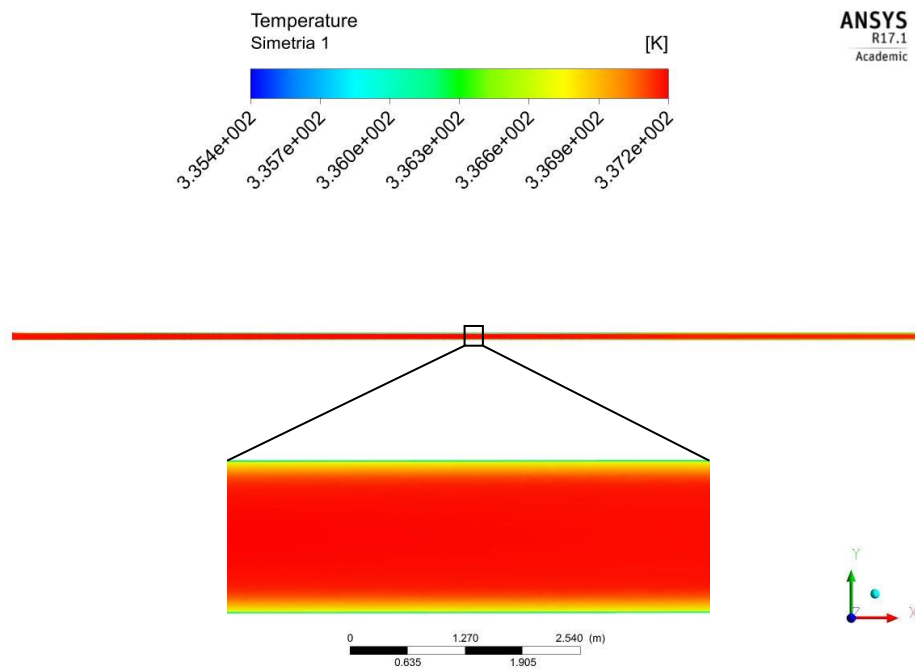 Temperature
Simetria 1
[K]
3.354e+002
3.357e+002
3.360e+002
3.363e+002
3.366e+002
3.369e+002
3.372e+002
ANSYS
R17.1
Academic
0 1.270 2.540 (m)
0.635 1.905
Y
Z
X